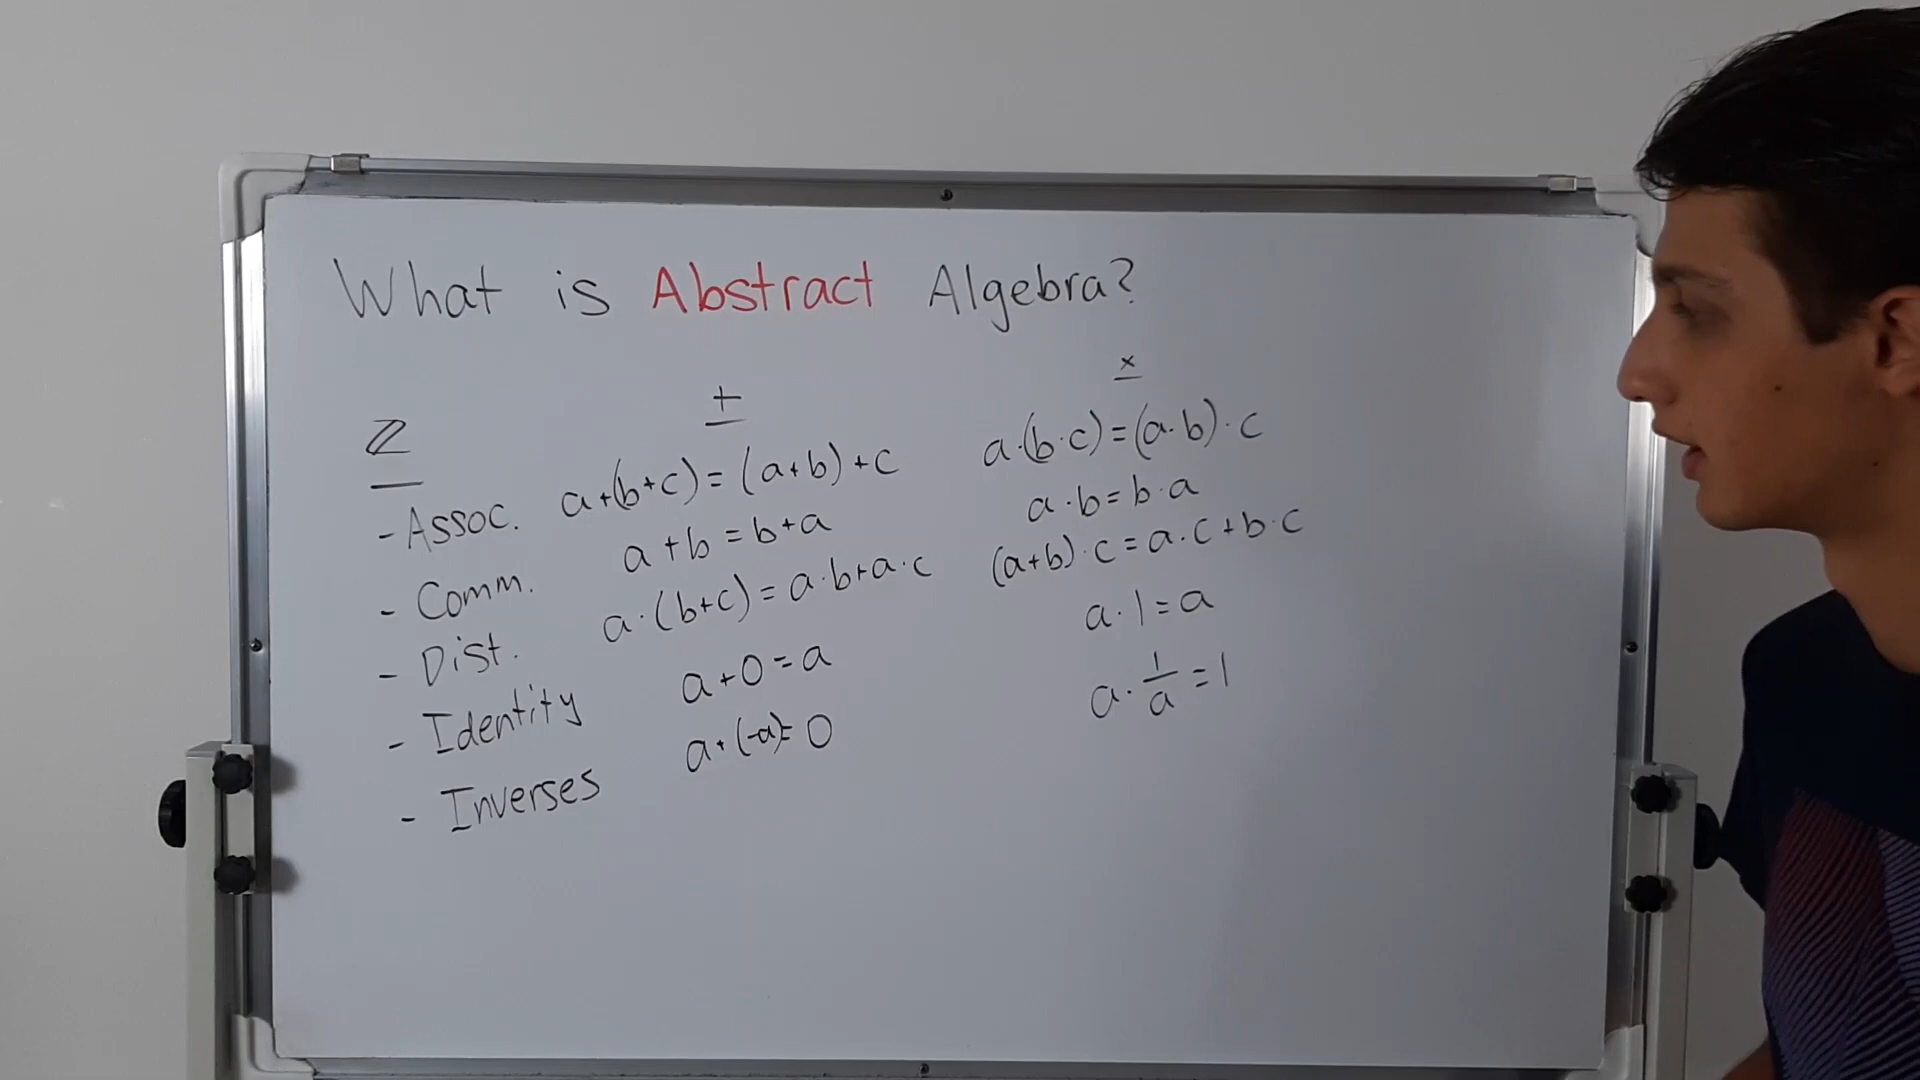 What is Abstract Algebra?
ℤ + ×
- Assoc. a+(b+c)=(a+b)+c a·(b·c)=(a·b)·c
- Comm. a+b=b+a a·b=b·a
- Dist. a·(b+c)=a·b+a·c (a+b)·c=a·c+b·c
- Identity a+0=a a·1=a
- Inverses a+(-a)=0 a·1/a=1